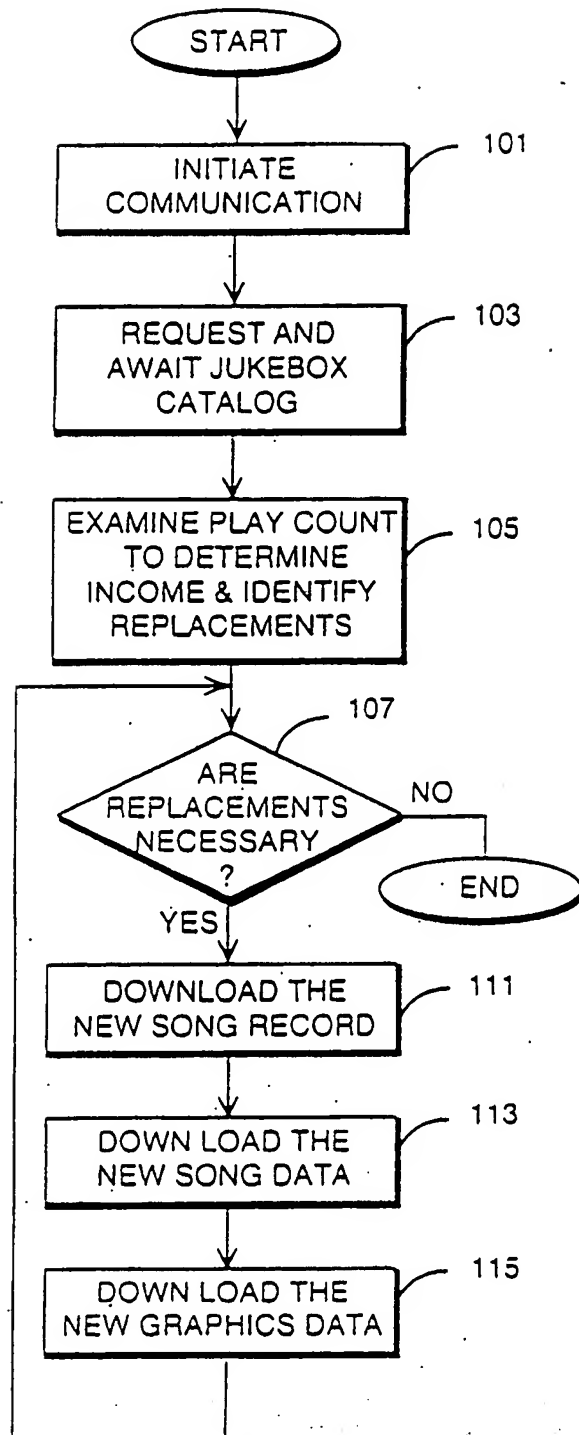 START
INITIATE
COMMUNICATION
101
REQUEST AND
AWAIT JUKEBOX
CATALOG
103
EXAMINE PLAY COUNT
TO DETERMINE
INCOME & IDENTIFY
REPLACEMENTS
105
107
ARE
REPLACEMENTS
NECESSARY
?
NO
END
YES
DOWNLOAD THE
NEW SONG RECORD
111
DOWN LOAD THE
NEW SONG DATA
113
DOWN LOAD THE
NEW GRAPHICS DATA
115